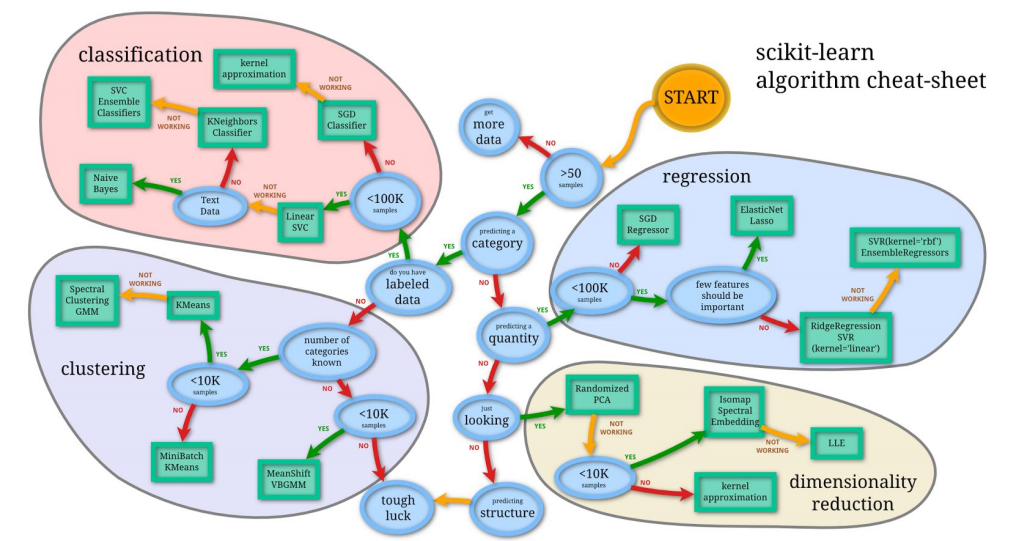 scikit-learn
algorithm cheat-sheet
START
classification
kernel
approximation
NOT
WORKING
SVC
Ensemble
Classifiers
NOT
WORKING
KNeighbors
Classifier
SGD
Classifier
NO
Naive
Bayes
YES
NO
Text
Data
NOT
WORKING
Linear
SVC
YES
<100K
samples
YES
get
more
data
NO
>50
samples
YES
predicting a
category
YES
NO
do you have
labeled
data
NO
predicting a
quantity
YES
NO
just
looking
YES
NO
predicting
structure
tough
luck
regression
SGD
Regressor
NO
<100K
samples
YES
ElasticNet
Lasso
YES
few features
should be
important
NO
SVR(kernel='rbf')
EnsembleRegressors
NOT
WORKING
RidgeRegression
SVR
(kernel='linear')
clustering
Spectral
Clustering
GMM
NOT
WORKING
KMeans
YES
<10K
samples
NO
MiniBatch
KMeans
YES
number of
categories
known
NO
<10K
samples
YES
NO
MeanShift
VBGMM
dimensionality
reduction
Randomized
PCA
NOT
WORKING
<10K
samples
YES
NO
Isomap
Spectral
Embedding
NOT
WORKING
LLE
kernel
approximation